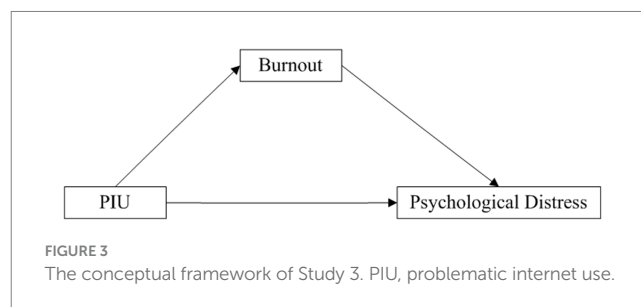 Burnout
PIU
Psychological Distress
FIGURE 3
The conceptual framework of Study 3. PIU, problematic internet use.